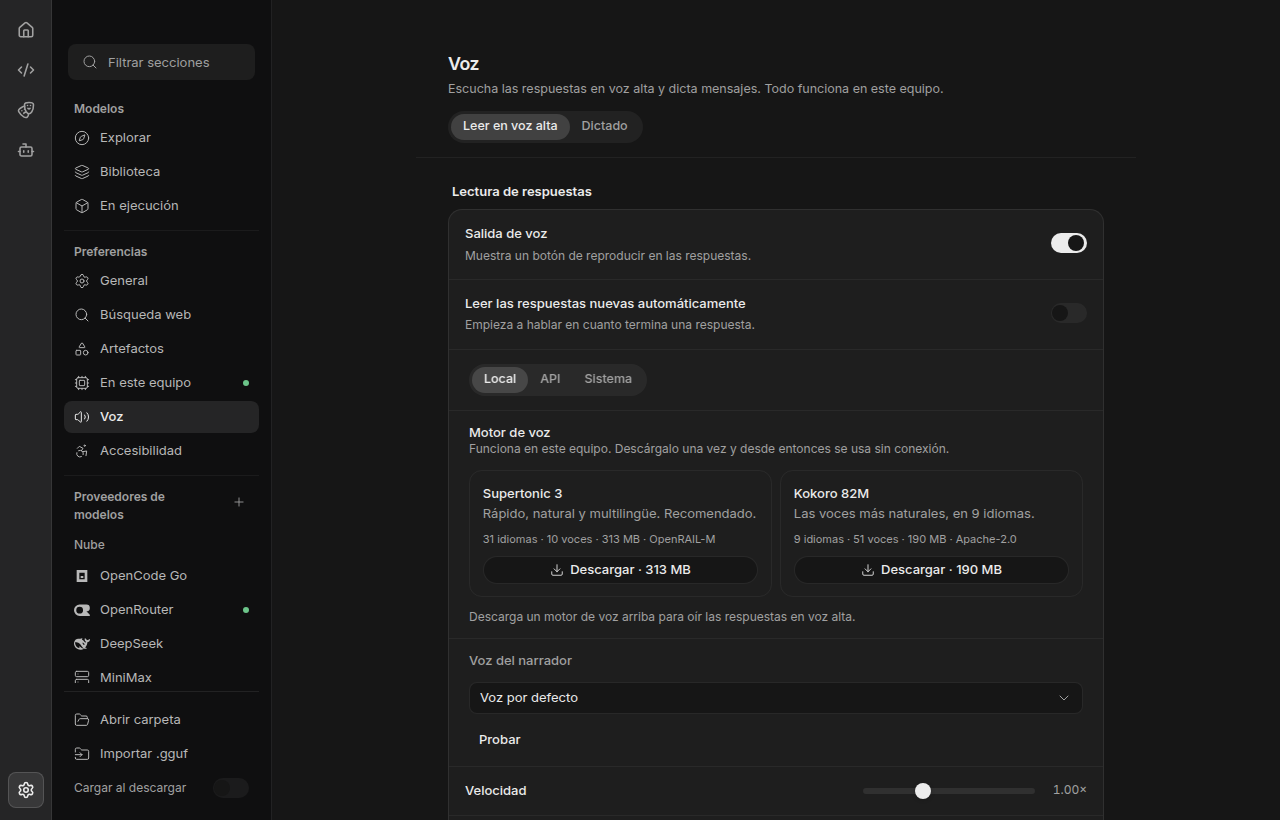 Filtrar secciones
Modelos
Explorar
Biblioteca
En ejecución
Preferencias
General
Búsqueda web
Artefactos
En este equipo
Voz
Accesibilidad
Proveedores de
modelos
Nube
OpenCode Go
OpenRouter
DeepSeek
MiniMax
Abrir carpeta
Importar .gguf
Cargar al descargar
Voz
Escucha las respuestas en voz alta y dicta mensajes. Todo funciona en este equipo.
Leer en voz alta
Dictado
Lectura de respuestas
Salida de voz
Muestra un botón de reproducir en las respuestas.
Leer las respuestas nuevas automáticamente
Empieza a hablar en cuanto termina una respuesta.
Local
API
Sistema
Motor de voz
Funciona en este equipo. Descárgalo una vez y desde entonces se usa sin conexión.
Supertonic 3
Rápido, natural y multilingüe. Recomendado.
31 idiomas · 10 voces · 313 MB · OpenRAIL-M
Descargar · 313 MB
Kokoro 82M
Las voces más naturales, en 9 idiomas.
9 idiomas · 51 voces · 190 MB · Apache-2.0
Descargar · 190 MB
Descarga un motor de voz arriba para oír las respuestas en voz alta.
Voz del narrador
Voz por defecto
Probar
Velocidad
1.00×